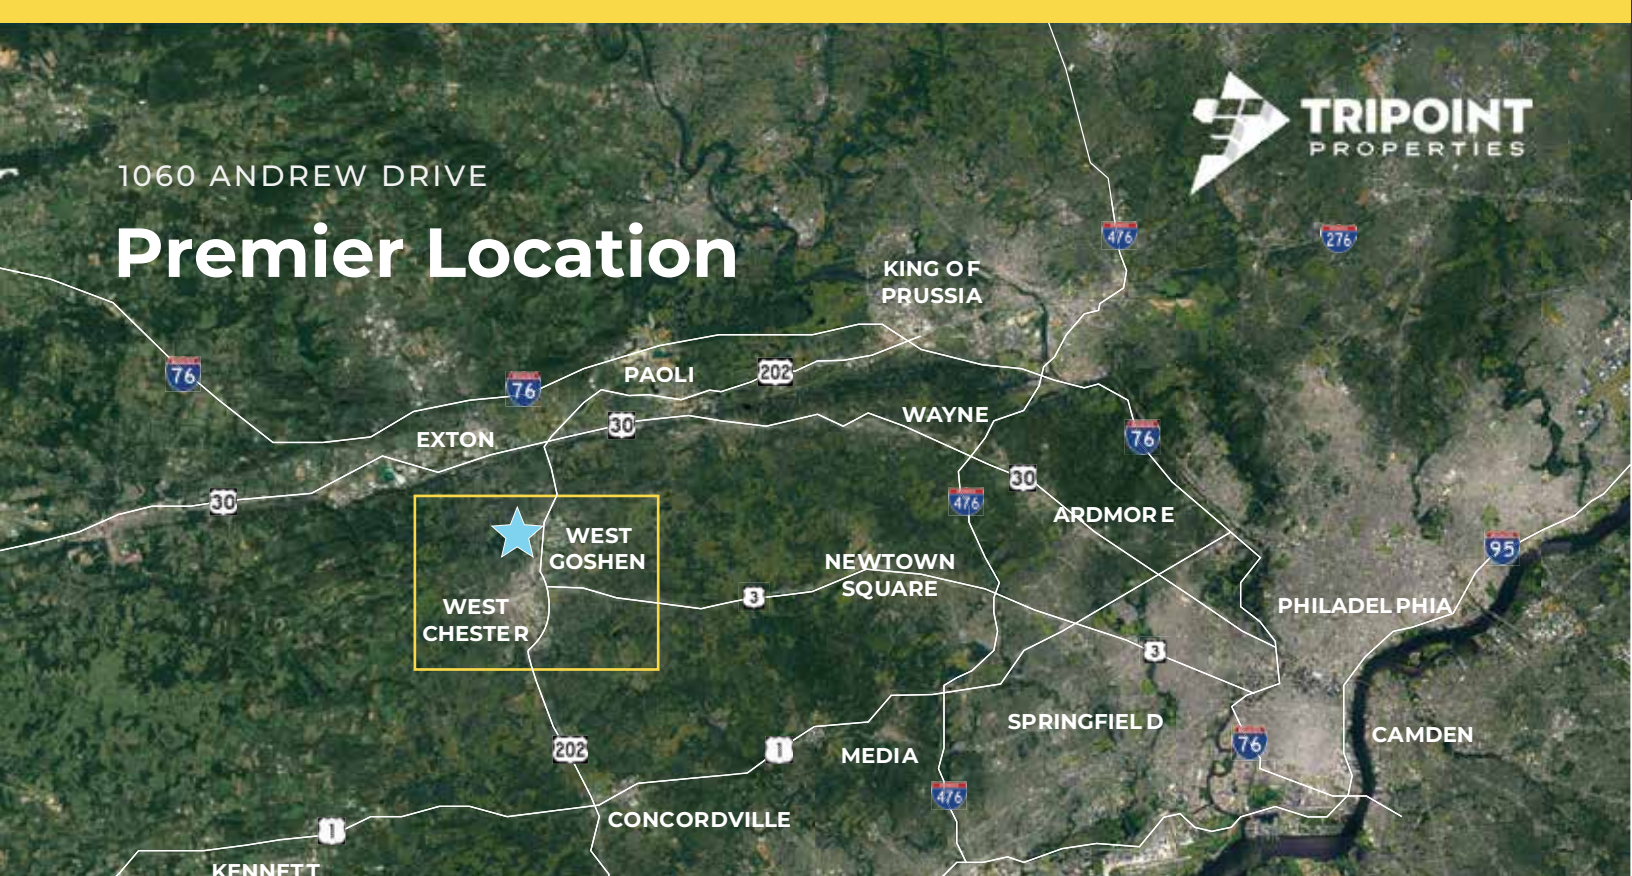 TRIPOINT
PROPERTIES
1060 ANDREW DRIVE
Premier Location
476
276
KING OF
PRUSSIA
76
76
PAOLI
202
30
WAYNE
EXTON
76
30
30
476
ARDMORE
WEST
GOSHEN
95
NEWTOWN
SQUARE
3
WEST
CHESTER
PHILADELPHIA
3
SPRINGFIELD
CAMDEN
202
1
MEDIA
76
476
CONCORDVILLE
1
KENNETT